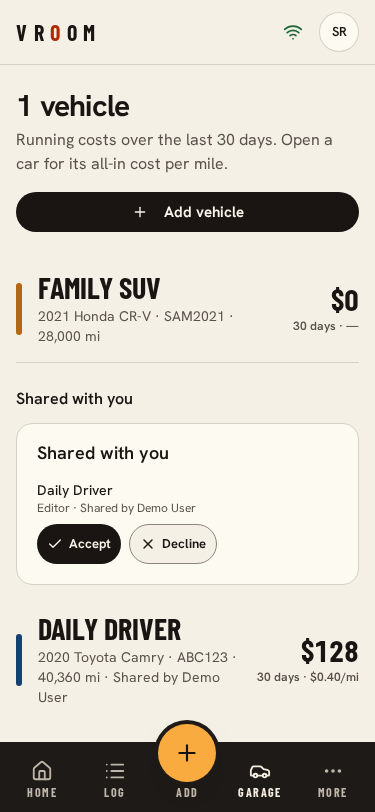 VROOM
SR
1 vehicle
Running costs over the last 30 days. Open a
car for its all-in cost per mile.
Add vehicle
FAMILY SUV
2021 Honda CR-V · SAM2021 ·
28,000 mi
$0
30 days · —
Shared with you
Shared with you
Daily Driver
Editor · Shared by Demo User
Accept
Decline
DAILY DRIVER
2020 Toyota Camry · ABC123 ·
40,360 mi · Shared by Demo
User
$128
30 days · $0.40/mi
HOME
LOG
ADD
GARAGE
MORE